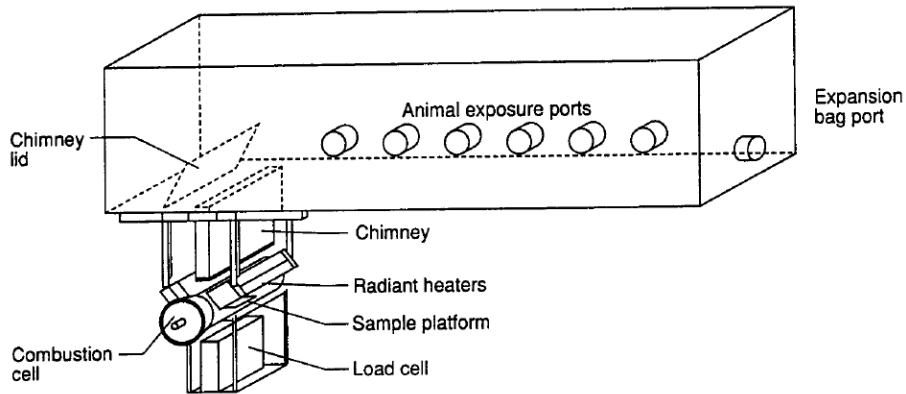 Animal exposure ports
Expansion
bag port
Chimney
lid
Chimney
Radiant heaters
Sample platform
Combustion
cell
Load cell